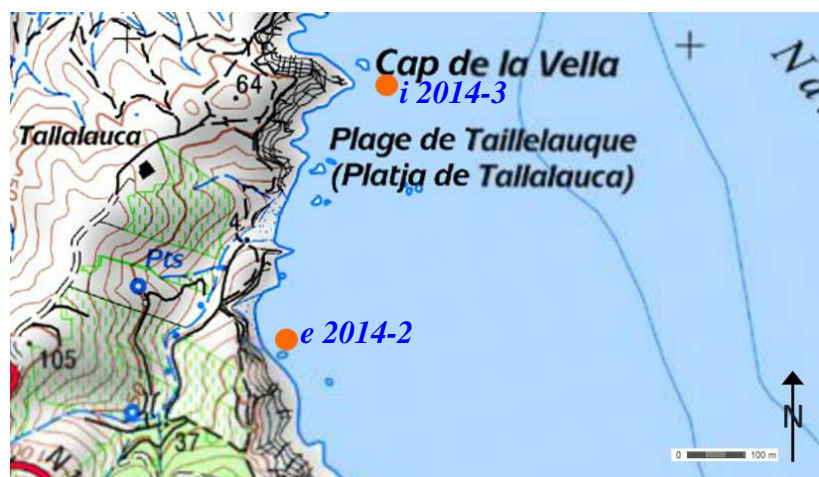 Cap de la Vella
Na
64
i 2014-3
Tallalauca
Plage de Taillelauque
(Platja de Tallalauca)
4
Pts
e 2014-2
105
N
37
0 100 m
N